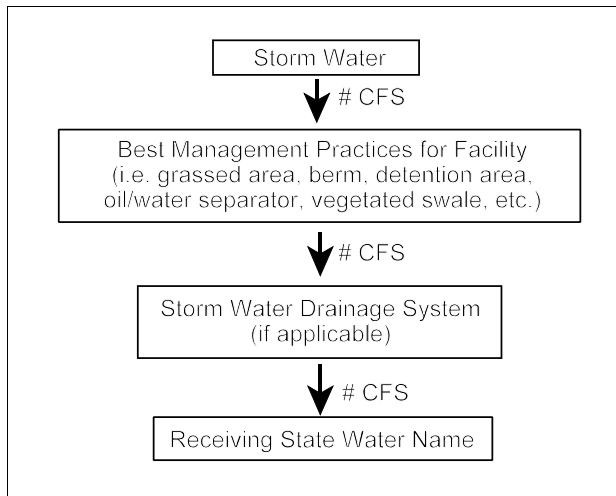 Storm Water
# CFS
Best Management Practices for Facility
(i.e. grassed area, berm, detention area,
oil/water separator, vegetated swale, etc.)
# CFS
Storm Water Drainage System
(if applicable)
# CFS
Receiving State Water Name